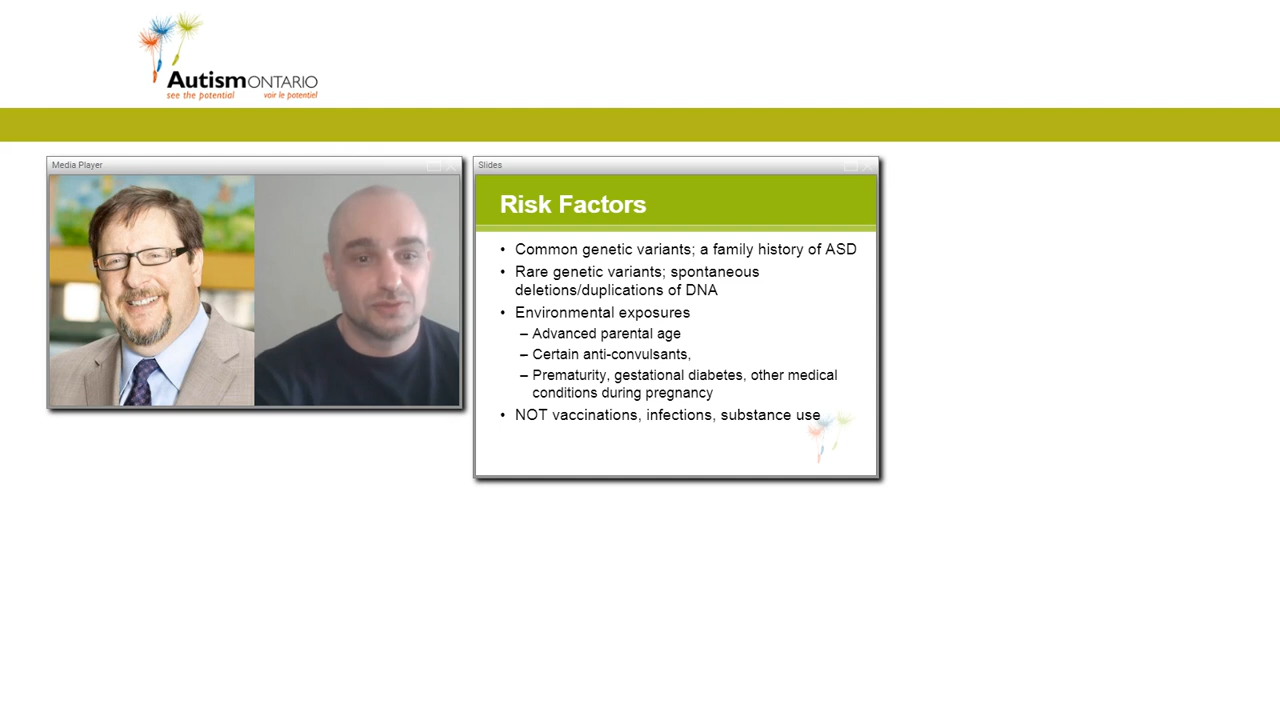 AutismONTARIO
see the potential voir le potentiel
Media Player
Slides
Risk Factors
• Common genetic variants; a family history of ASD
• Rare genetic variants; spontaneous
deletions/duplications of DNA
• Environmental exposures
– Advanced parental age
– Certain anti-convulsants,
– Prematurity, gestational diabetes, other medical
conditions during pregnancy
• NOT vaccinations, infections, substance use